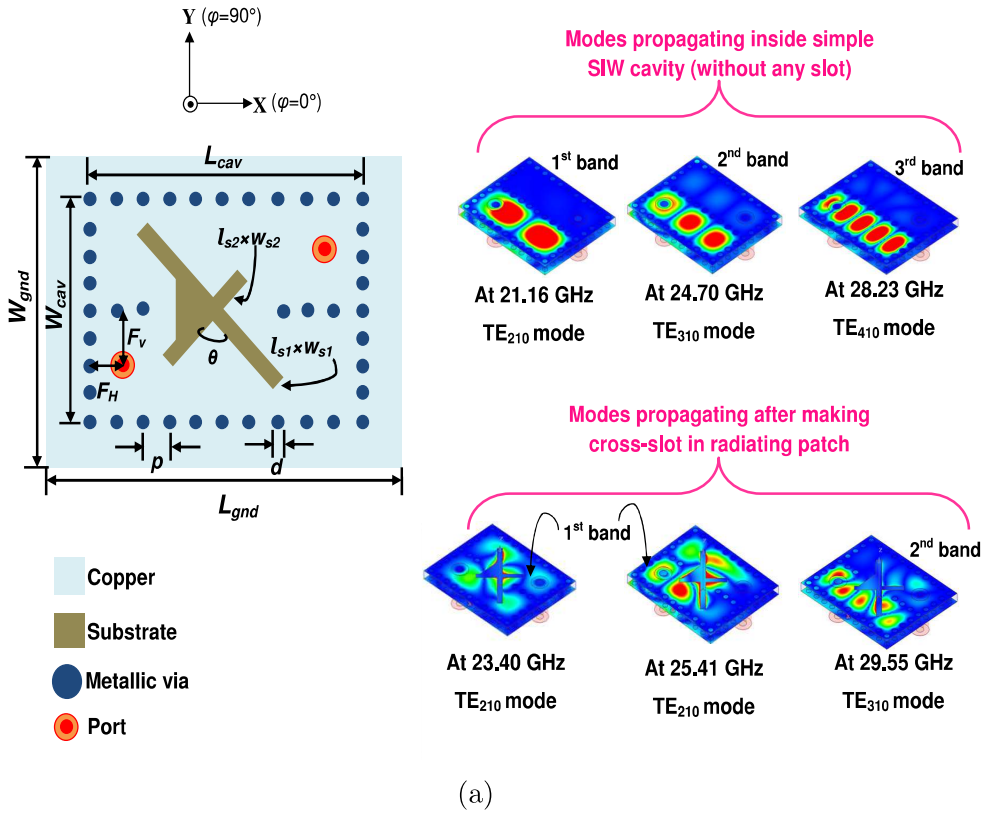 Y (φ=90°)
X (φ=0°)
L_cav
l_s2×w_s2
W_gnd
W_cav
F_v
θ
l_s1×w_s1
F_H
p
d
L_gnd
Copper
Substrate
Metallic via
Port
Modes propagating inside simple
SIW cavity (without any slot)
1st band
2nd band
3rd band
At 21.16 GHz
TE210 mode
At 24.70 GHz
TE310 mode
At 28.23 GHz
TE410 mode
Modes propagating after making
cross-slot in radiating patch
1st band
2nd band
At 23.40 GHz
TE210 mode
At 25.41 GHz
TE210 mode
At 29.55 GHz
TE310 mode
(a)